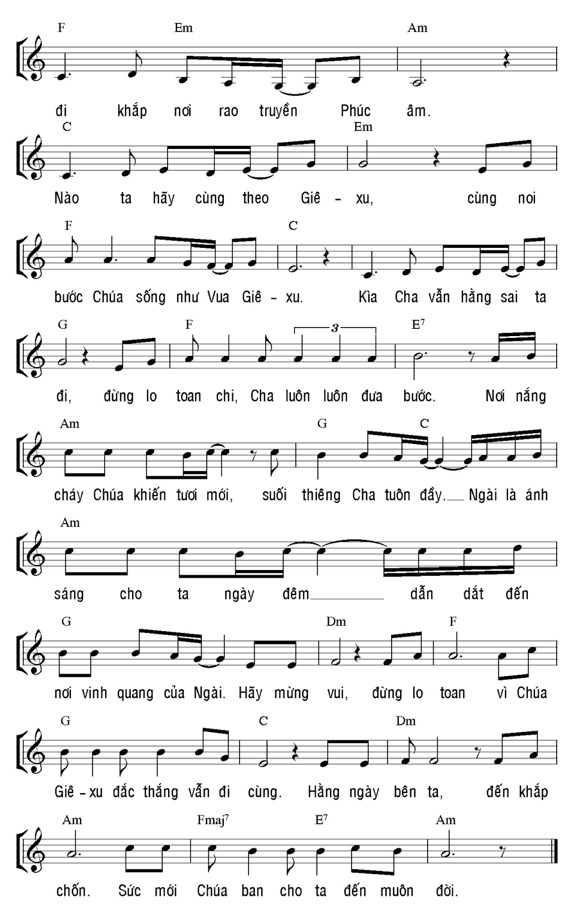 F Em Am
đi khắp nơi rao truyền Phúc âm.
C Em
Nào ta hãy cùng theo Giê - xu, cùng noi
F C
bước Chúa sống như Vua Giê - xu. Kìa Cha vẫn hằng sai ta
G F 3 E7
đi, đừng lo toan chi, Cha luôn luôn đưa bước. Nơi nắng
Am G C
cháy Chúa khiến tươi mới, suối thiêng Cha tuôn đầy. Ngài là ánh
Am
sáng cho ta ngày đêm dẫn dắt đến
G Dm F
nơi vinh quang của Ngài. Hãy mừng vui, đừng lo toan vì Chúa
G C Dm
Giê - xu đắc thắng vẫn đi cùng. Hằng ngày bên ta, đến khắp
Am Fmaj7 E7 Am
chốn. Sức mới Chúa ban cho ta đến muôn đời.